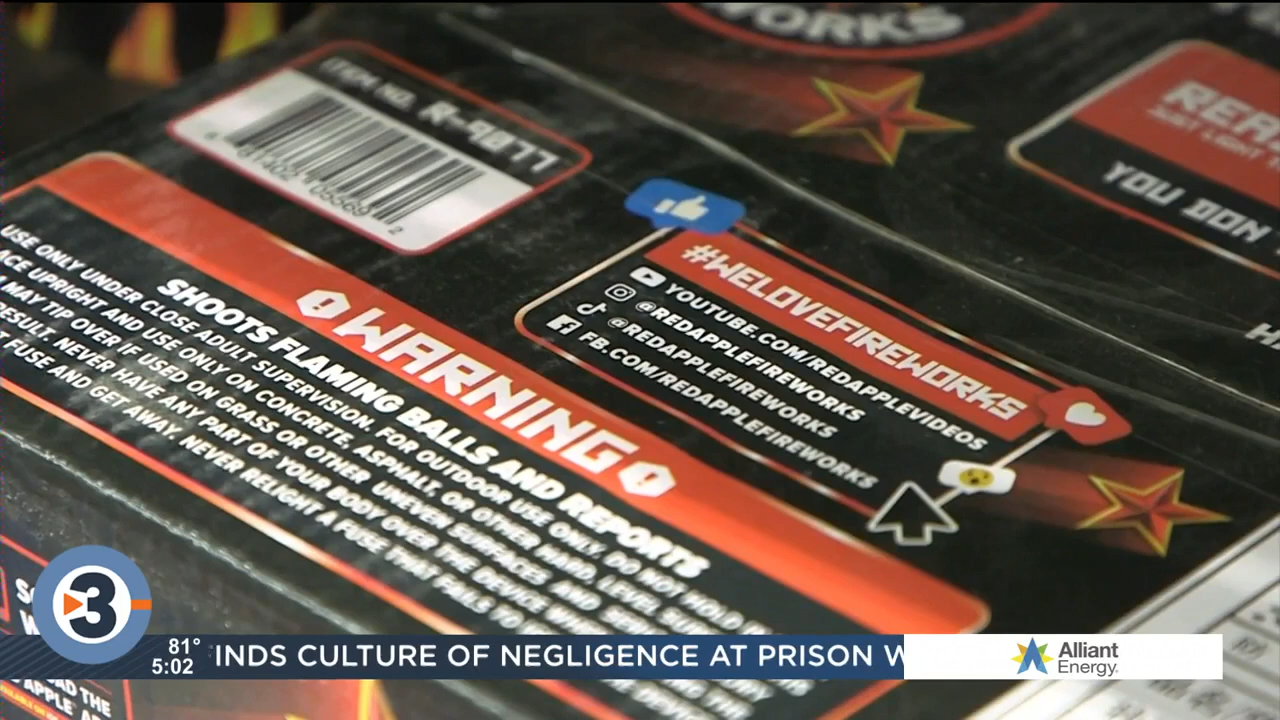 WORKS
ITEM NO. R-9877
REA
YOU DON'T
#WELOVEFIREWORKS
YOUTUBE.COM/REDAPPLEVIDEOS
@REDAPPLEFIREWORKS
@REDAPPLEFIREWORKS
FB.COM/REDAPPLEFIREWORKS
WARNING
SHOOTS FLAMING BALLS AND REPORTS
USE ONLY UNDER CLOSE ADULT SUPERVISION. FOR OUTDOOR USE ONLY. DO NOT HOLD
UPRIGHT AND USE ONLY ON CONCRETE, ASPHALT, OR OTHER HARD, LEVEL
MAY TIP OVER IF USED ON GRASS OR OTHER UNEVEN SURFACES AND
RESULT. NEVER HAVE ANY PART OF YOUR BODY OVER THE DEVICE
FUSE AND GET AWAY. NEVER RELIGHT A FUSE THAT FAILS TO
3
81°
5:02
INDS CULTURE OF NEGLIGENCE AT PRISON W
Alliant
Energy